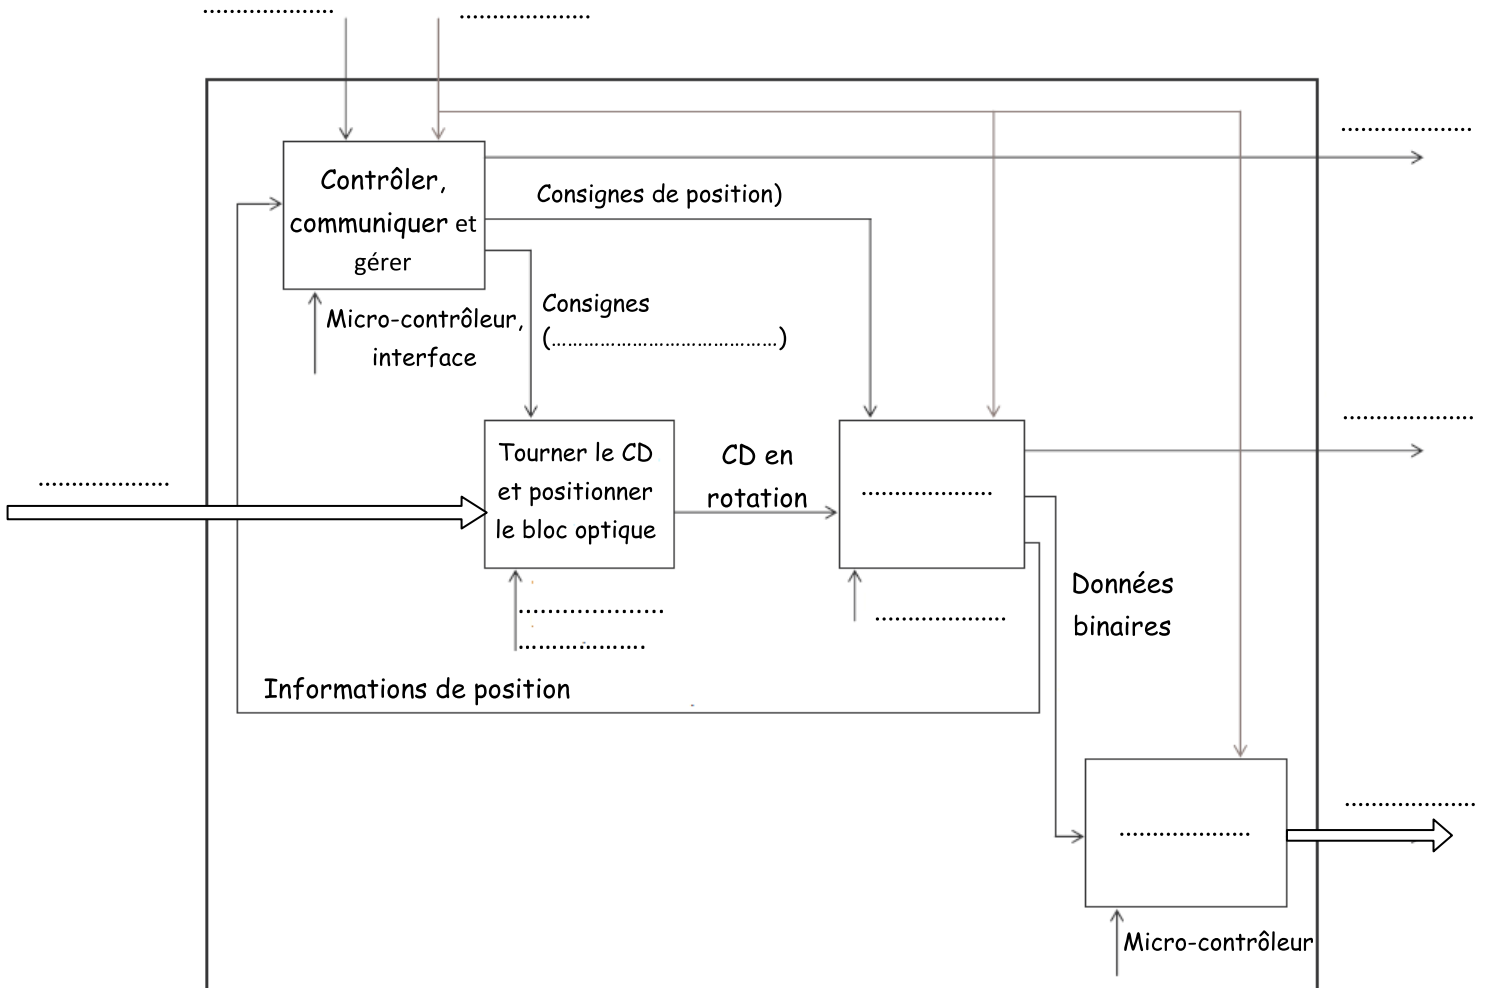 ....................
....................
....................
Contrôler,
communiquer et
gérer
Consignes de position)
Micro-contrôleur,
interface
Consignes
(.........................................)
....................
....................
Tourner le CD
et positionner
le bloc optique
CD en
rotation
....................
......................
....................
....................
Données
binaires
Informations de position
....................
....................
Micro-contrôleur